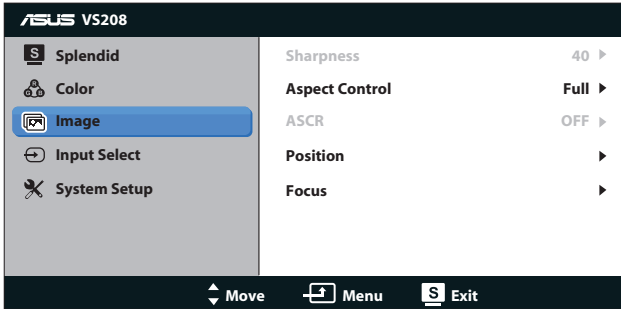 ASUS VS208
S Splendid
Color
Image
Input Select
System Setup
Sharpness 40
Aspect Control Full
ASCR OFF
Position
Focus
Move Menu S Exit